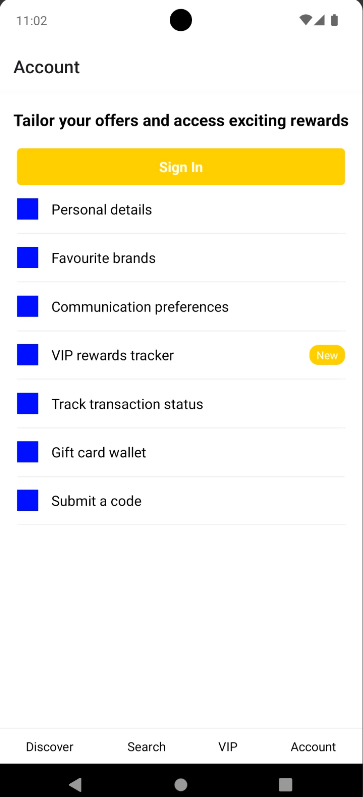 11:02
Account
Tailor your offers and access exciting rewards
Sign In
Personal details
Favourite brands
Communication preferences
VIP rewards tracker New
Track transaction status
Gift card wallet
Submit a code
Discover Search VIP Account